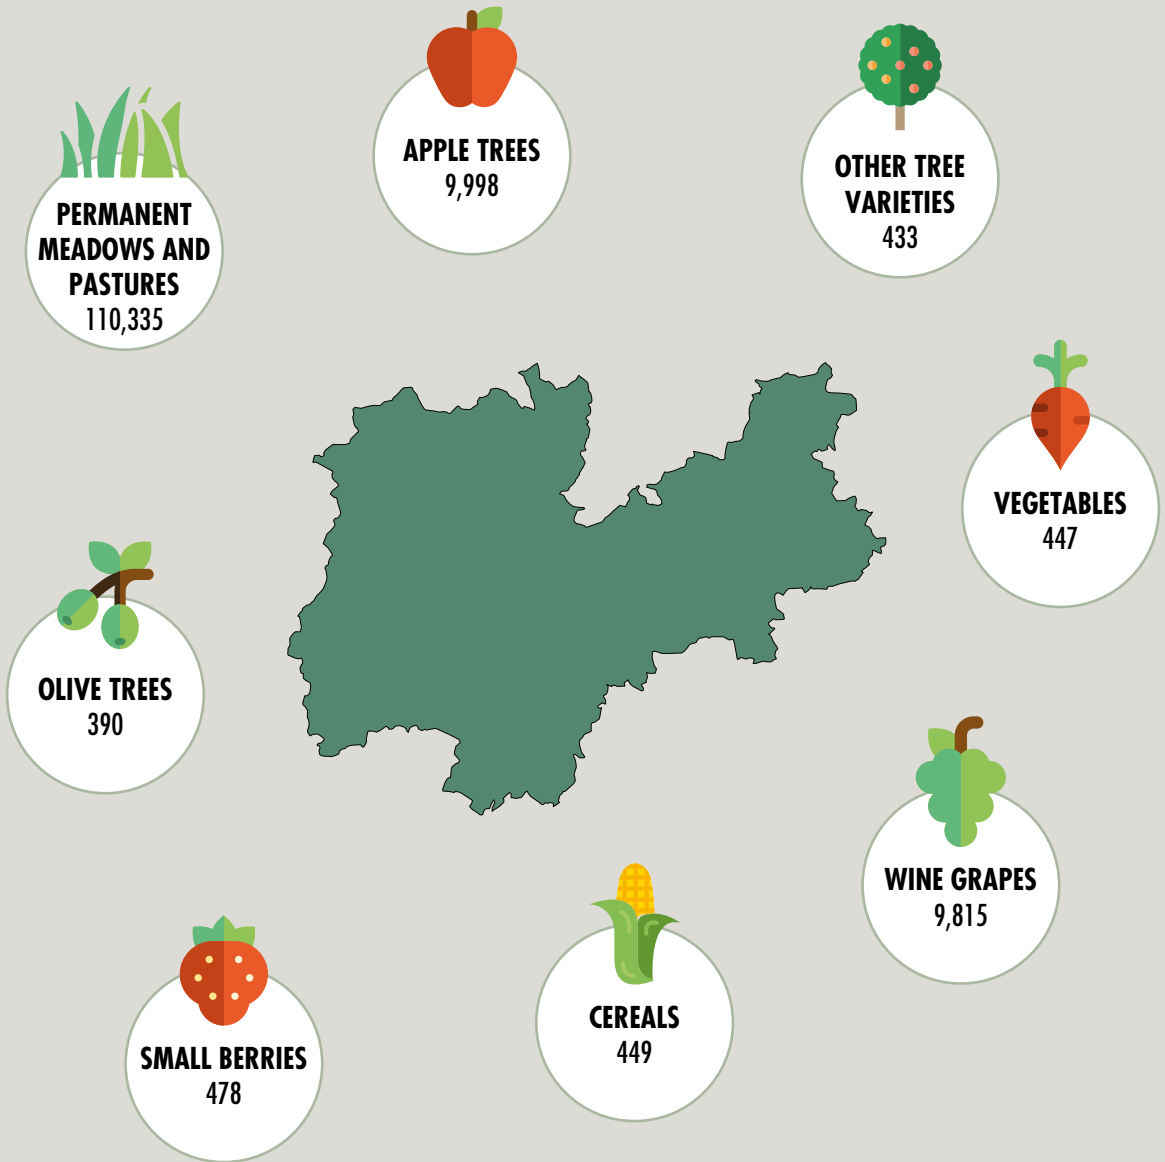 APPLE TREES
9,998
OTHER TREE
VARIETIES
433
PERMANENT
MEADOWS AND
PASTURES
110,335
VEGETABLES
447
OLIVE TREES
390
WINE GRAPES
9,815
CEREALS
449
SMALL BERRIES
478